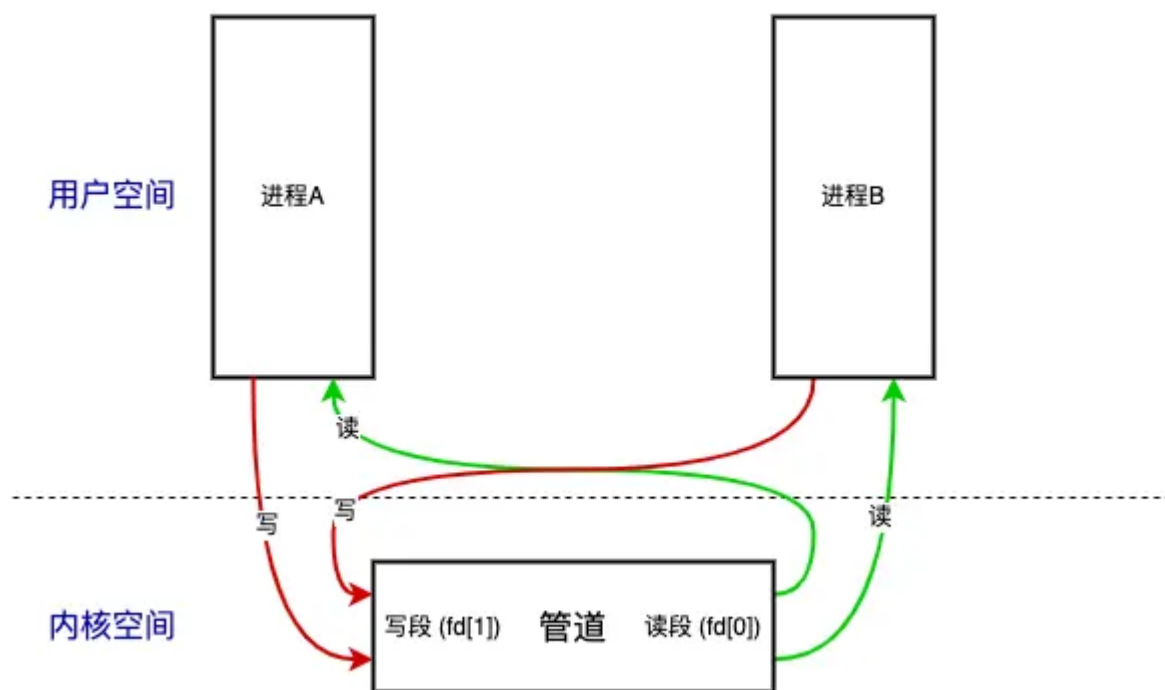 用户空间
进程A
进程B
读
写
写
读
内核空间
写段 (fd[1])
管道
读段 (fd[0])